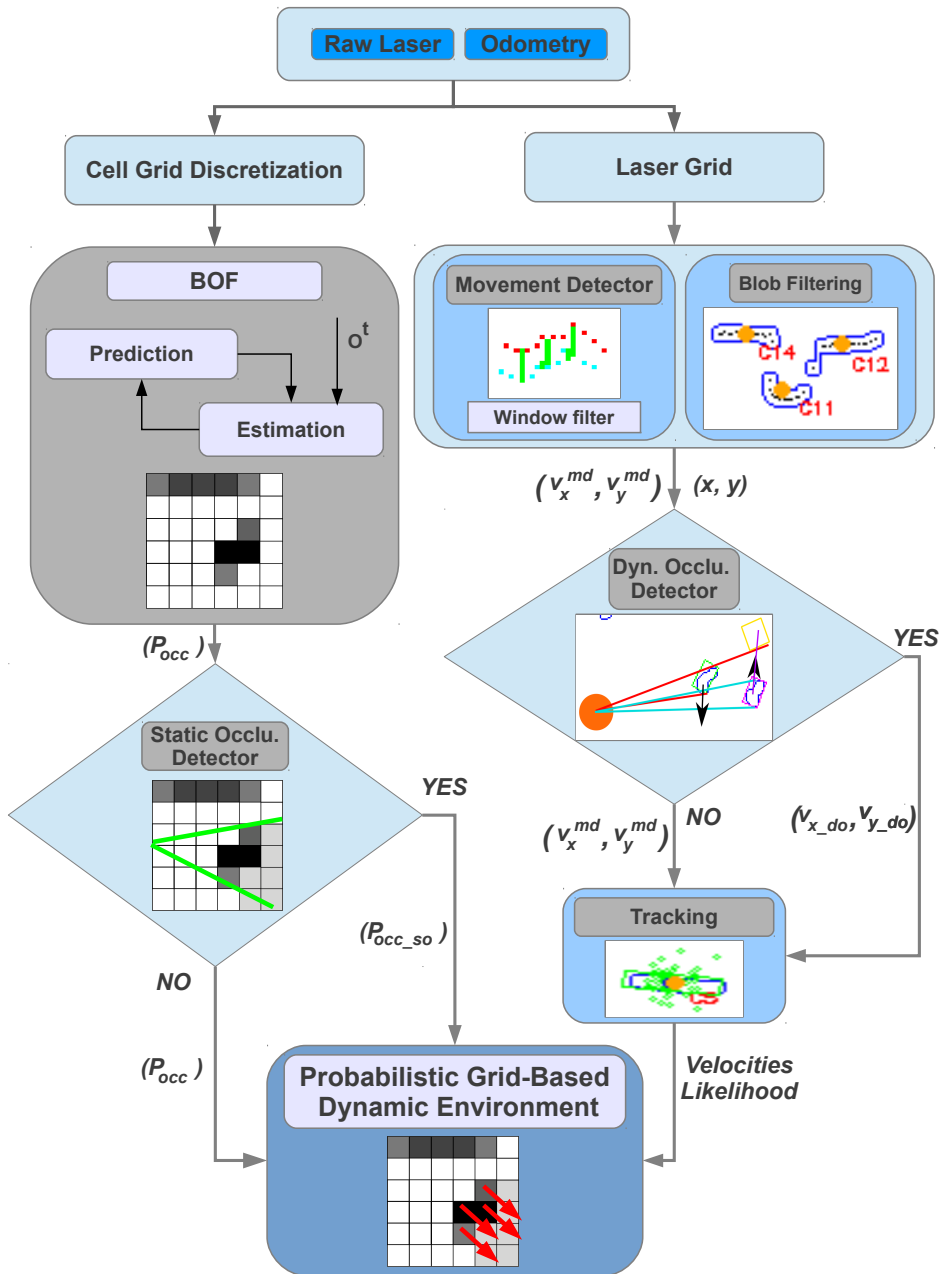 Raw Laser
Odometry
Cell Grid Discretization
Laser Grid
BOF
Prediction
o^t
Estimation
Movement Detector
Window filter
Blob Filtering
C14
C12
C11
(v_x^md, v_y^md)
(x, y)
(P_occ)
Dyn. Occlu.
Detector
YES
Static Occlu.
Detector
YES
NO
(v_x^md, v_y^md)
(v_x_do, v_y_do)
Tracking
(P_occ_so)
NO
(P_occ)
Velocities
Likelihood
Probabilistic Grid-Based
Dynamic Environment